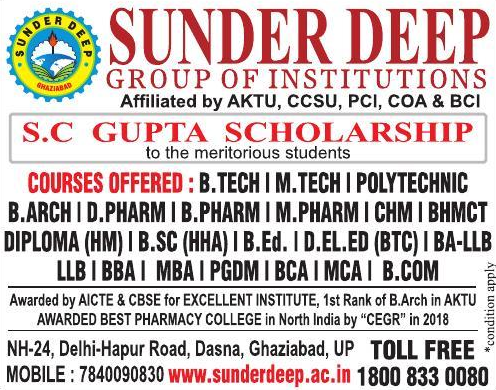 SUNDER DEEP
GHAZIABAD
SUNDER DEEP
GROUP OF INSTITUTIONS
Affiliated by AKTU, CCSU, PCI, COA & BCI
S.C GUPTA SCHOLARSHIP
to the meritorious students
COURSES OFFERED : B.TECH I M.TECH I POLYTECHNIC
B.ARCH I D.PHARM I B.PHARM I M.PHARM I CHM I BHMCT
DIPLOMA (HM) I B.SC (HHA) I B.Ed. I D.EL.ED (BTC) I BA-LLB
LLB I BBA I MBA I PGDM I BCA I MCA I B.COM
Awarded by AICTE & CBSE for EXCELLENT INSTITUTE, 1st Rank of B.Arch in AKTU
AWARDED BEST PHARMACY COLLEGE in North India by “CEGR” in 2018
*condition apply
NH-24, Delhi-Hapur Road, Dasna, Ghaziabad, UP TOLL FREE
MOBILE : 7840090830 www.sunderdeep.ac.in 1800 833 0080